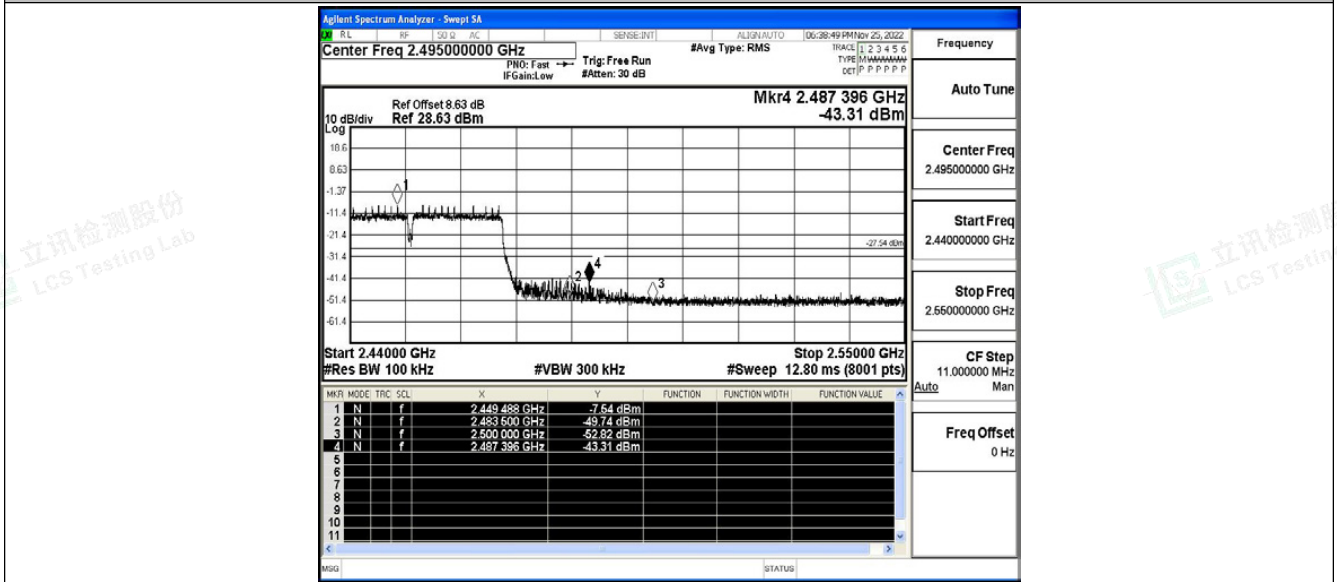 Agilent Spectrum Analyzer - Swept SA
RL RF 50 Ω AC SENSE:INT ALIGN AUTO 06:38:49 PM Nov 25, 2022
Center Freq 2.495000000 GHz
PNO: Fast
IFGain:Low
Trig: Free Run
#Atten: 30 dB
#Avg Type: RMS
TRACE 1 2 3 4 5 6
TYPE M
DET P P P P P P
Frequency
Auto Tune
Center Freq
2.495000000 GHz
Start Freq
2.440000000 GHz
Stop Freq
2.550000000 GHz
CF Step
11.000000 MHz
Auto Man
Freq Offset
0 Hz
Mkr4 2.487 396 GHz
-43.31 dBm
Ref Offset 8.63 dB
10 dB/div Ref 28.63 dBm
Log
18.6
8.63
-1.37
-11.4
-21.4
-31.4
-41.4
-51.4
-61.4
1
2
4
3
-27.54 dBm
Start 2.44000 GHz Stop 2.55000 GHz
#Res BW 100 kHz #VBW 300 kHz #Sweep 12.80 ms (8001 pts)
MKR MODE TRC SCL X Y FUNCTION FUNCTION WIDTH FUNCTION VALUE
1 N f 2.449 488 GHz -7.54 dBm
2 N f 2.483 500 GHz -49.74 dBm
3 N f 2.500 000 GHz -52.82 dBm
4 N f 2.487 396 GHz -43.31 dBm
5
6
7
8
9
10
11
MSG STATUS
立讯检测股份
LCS Testing Lab
立讯检测
LCS